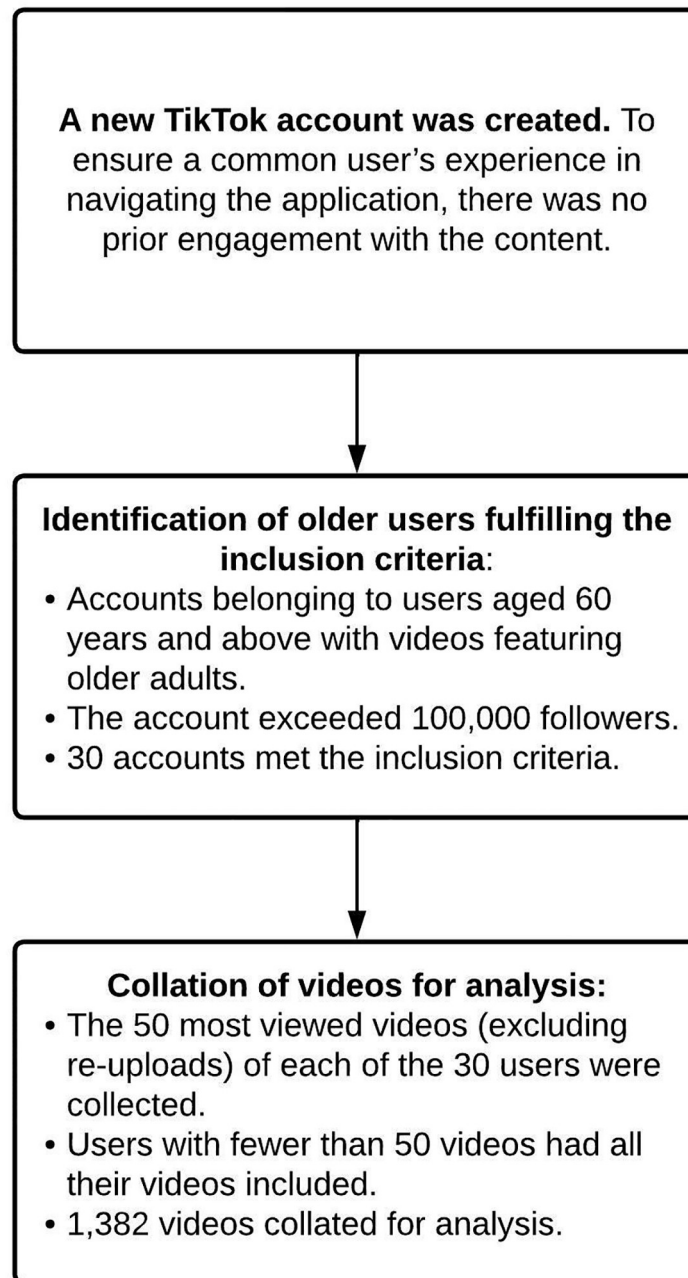 A new TikTok account was created. To
ensure a common user’s experience in
navigating the application, there was no
prior engagement with the content.
Identification of older users fulfilling the
inclusion criteria:
• Accounts belonging to users aged 60
years and above with videos featuring
older adults.
• The account exceeded 100,000 followers.
• 30 accounts met the inclusion criteria.
Collation of videos for analysis:
• The 50 most viewed videos (excluding
re-uploads) of each of the 30 users were
collected.
• Users with fewer than 50 videos had all
their videos included.
• 1,382 videos collated for analysis.